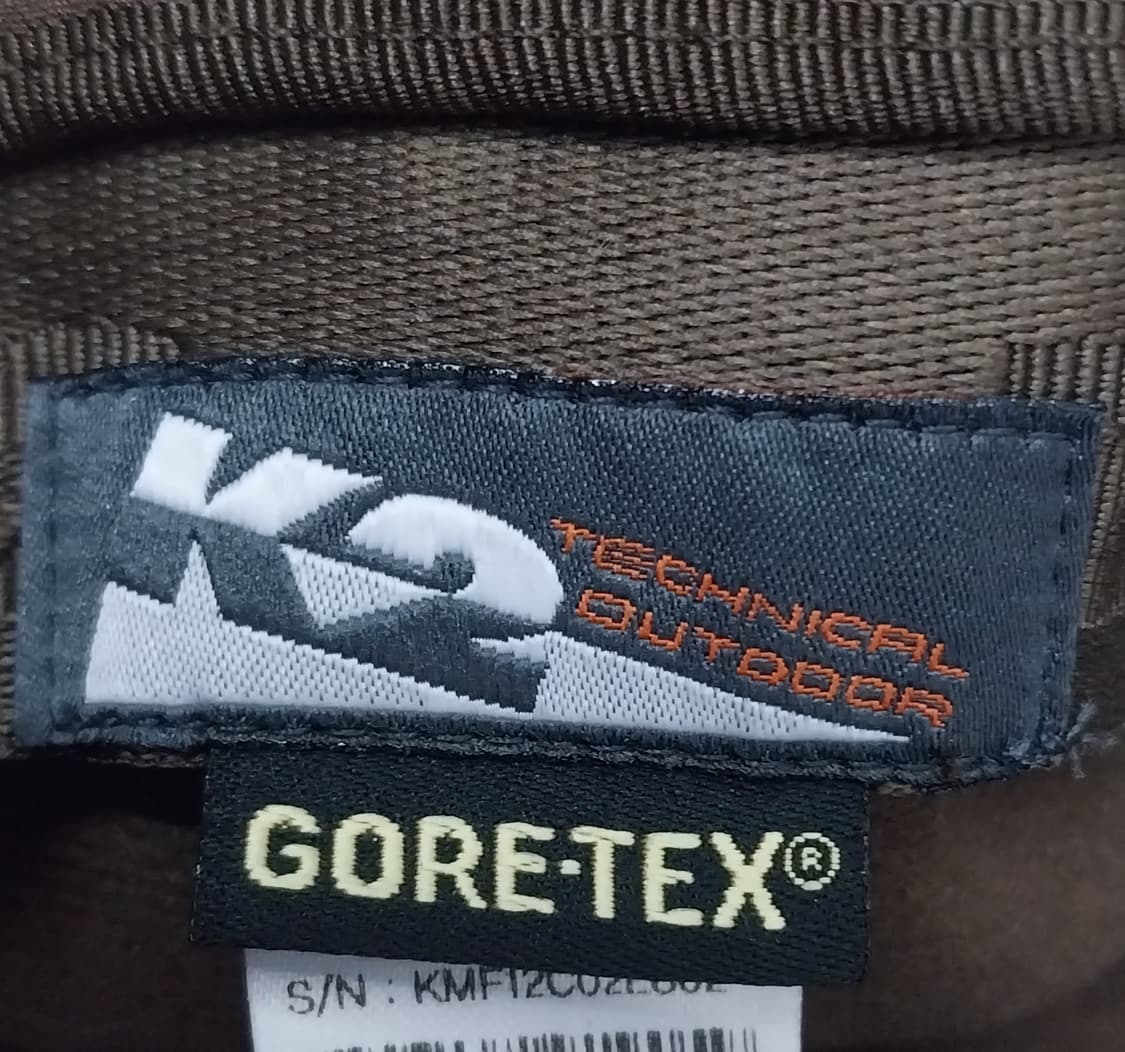 K2
TECHNICAL
OUTDOOR
GORE-TEX®
S/N :